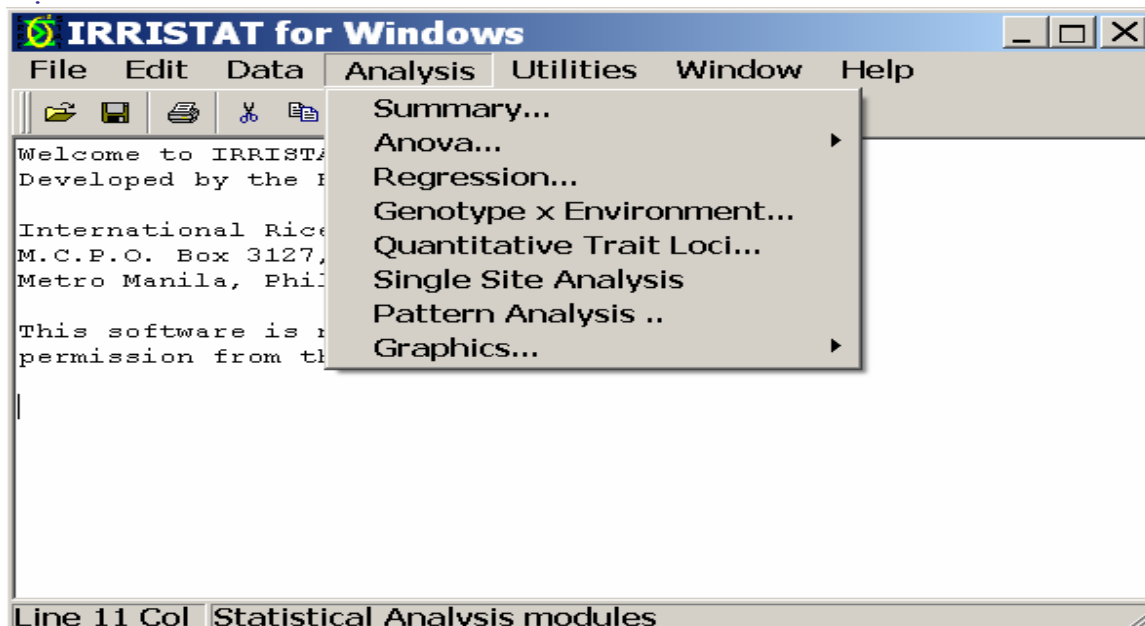 IRRISTAT for Windows
File Edit Data Analysis Utilities Window Help
Summary...
Anova...
Regression...
Genotype x Environment...
Quantitative Trait Loci...
Single Site Analysis
Pattern Analysis ..
Graphics...
Welcome to IRRISTA
Developed by the
International Rice
M.C.P.O. Box 3127,
Metro Manila, Phil
This software is
permission from th
Line 11 Col Statistical Analysis modules